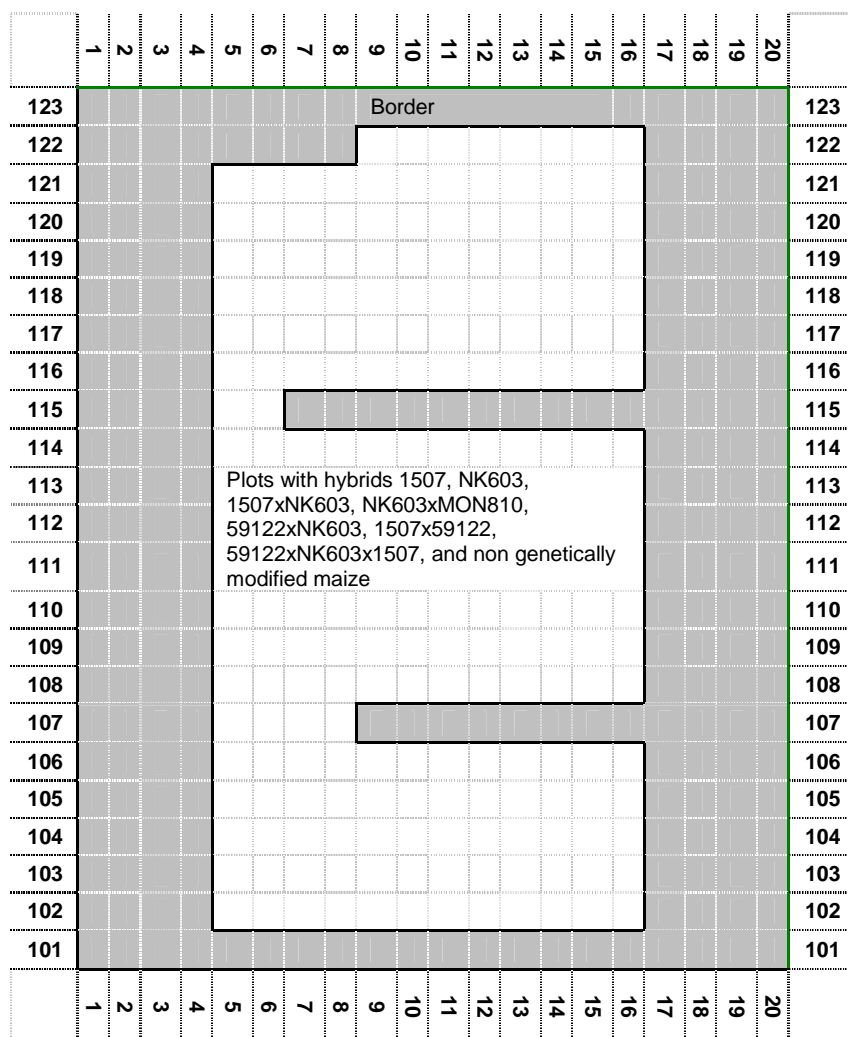 1 2 3 4 5 6 7 8 9 10 11 12 13 14 15 16 17 18 19 20
123 Border 123
122 122
121 121
120 120
119 119
118 118
117 117
116 116
115 115
114 114
113 Plots with hybrids 1507, NK603, 113
1507xNK603, NK603xMON810,
112 59122xNK603, 1507x59122, 112
111 59122xNK603x1507, and non genetically 111
modified maize
110 110
109 109
108 108
107 107
106 106
105 105
104 104
103 103
102 102
101 101
1 2 3 4 5 6 7 8 9 10 11 12 13 14 15 16 17 18 19 20